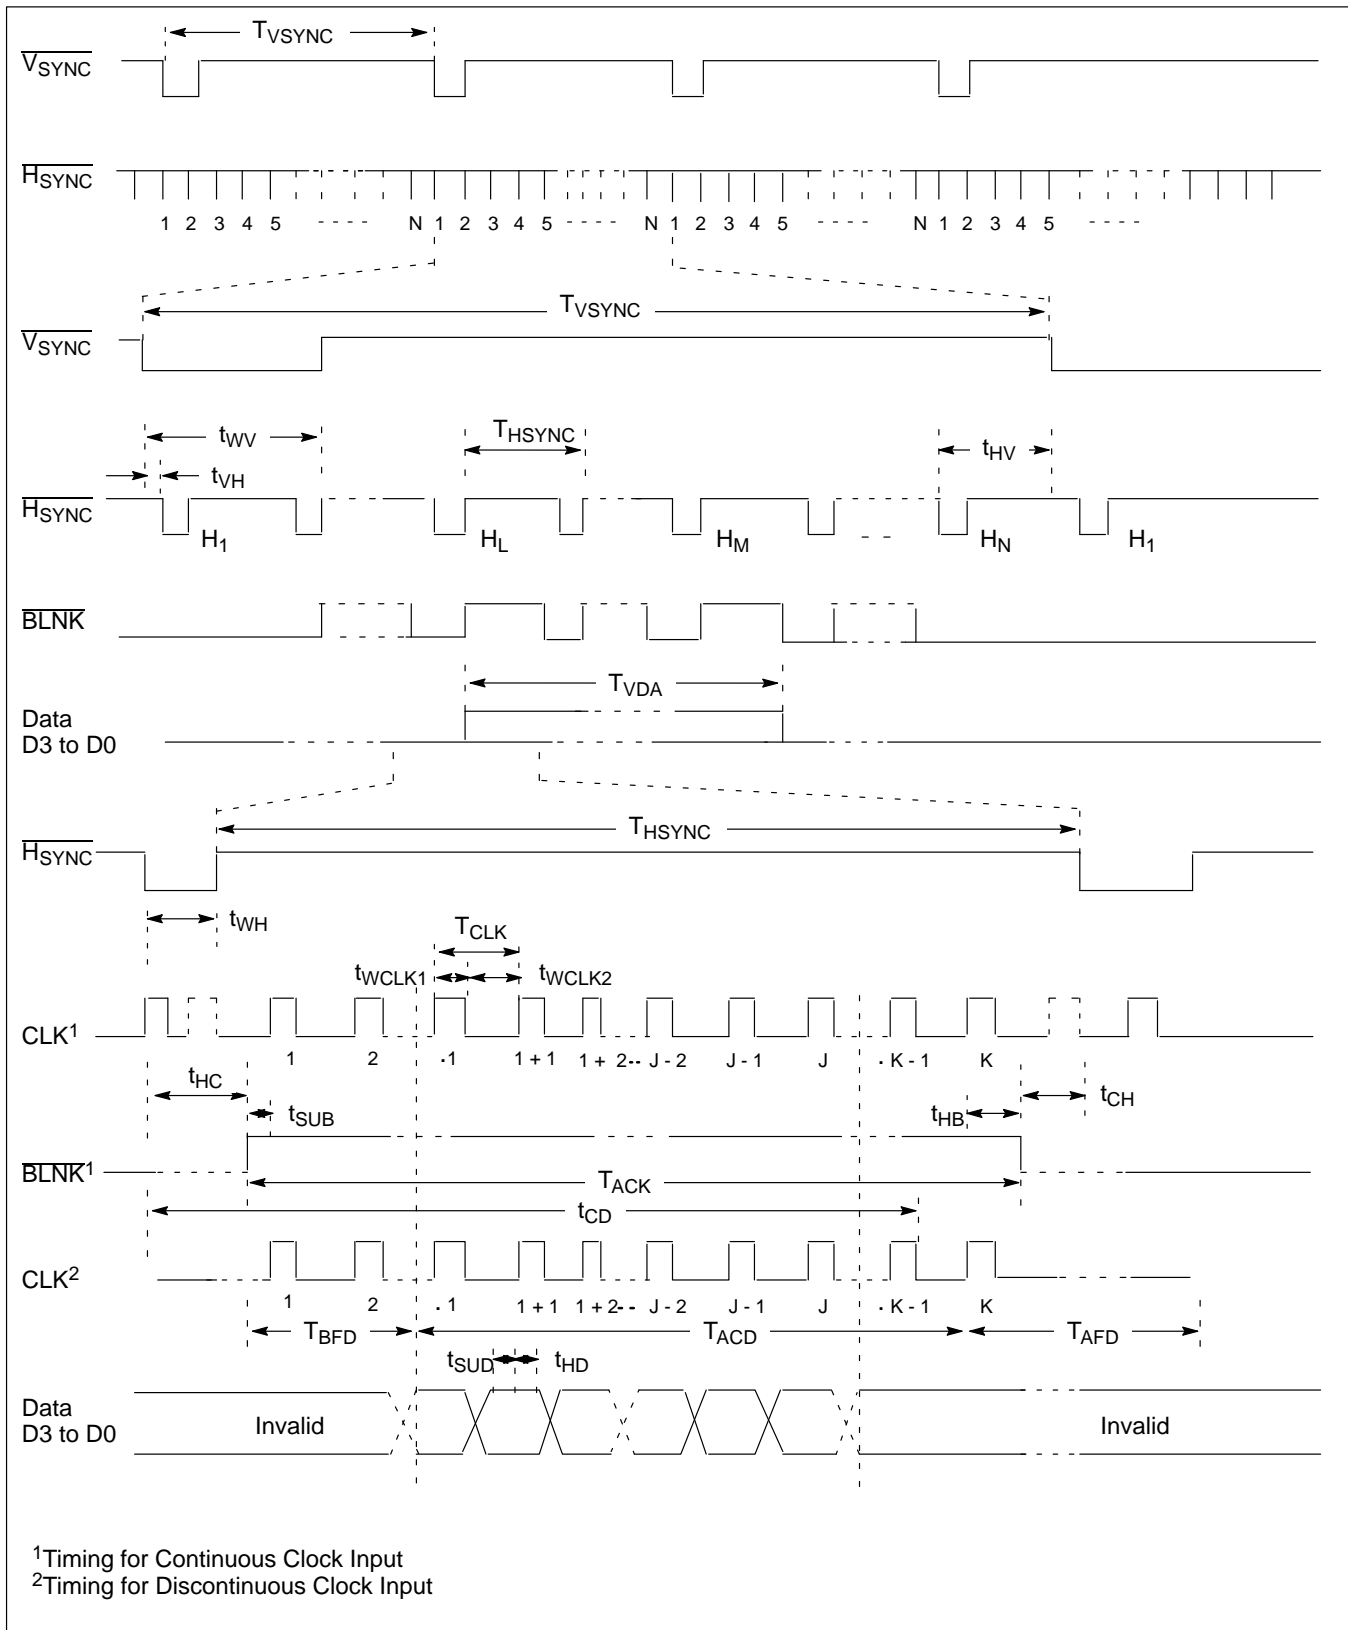 TVSYNC
VSYNC
HSYNC
1 2 3 4 5 ---- N 1 2 3 4 5 ---- N 1 2 3 4 5 ---- N 1 2 3 4 5 ----
TVSYNC
VSYNC
tWV THSYNC tHV
tVH
HSYNC
H1 HL HM -- HN H1
BLNK
TVDA
Data
D3 to D0
THSYNC
HSYNC
tWH TCLK
tWCLK1 tWCLK2
CLK1
1 2 .1 1 + 1 1 + 2-- J - 2 J - 1 J . K - 1 K
tHC tCH
tSUB tHB
BLNK1
TACK
tCD
CLK2
1 2 .1 1 + 1 1 + 2-- J - 2 J - 1 J . K - 1 K
TBFD TACD TAFD
tSUD tHD
Data
D3 to D0
Invalid Invalid
1Timing for Continuous Clock Input
2Timing for Discontinuous Clock Input